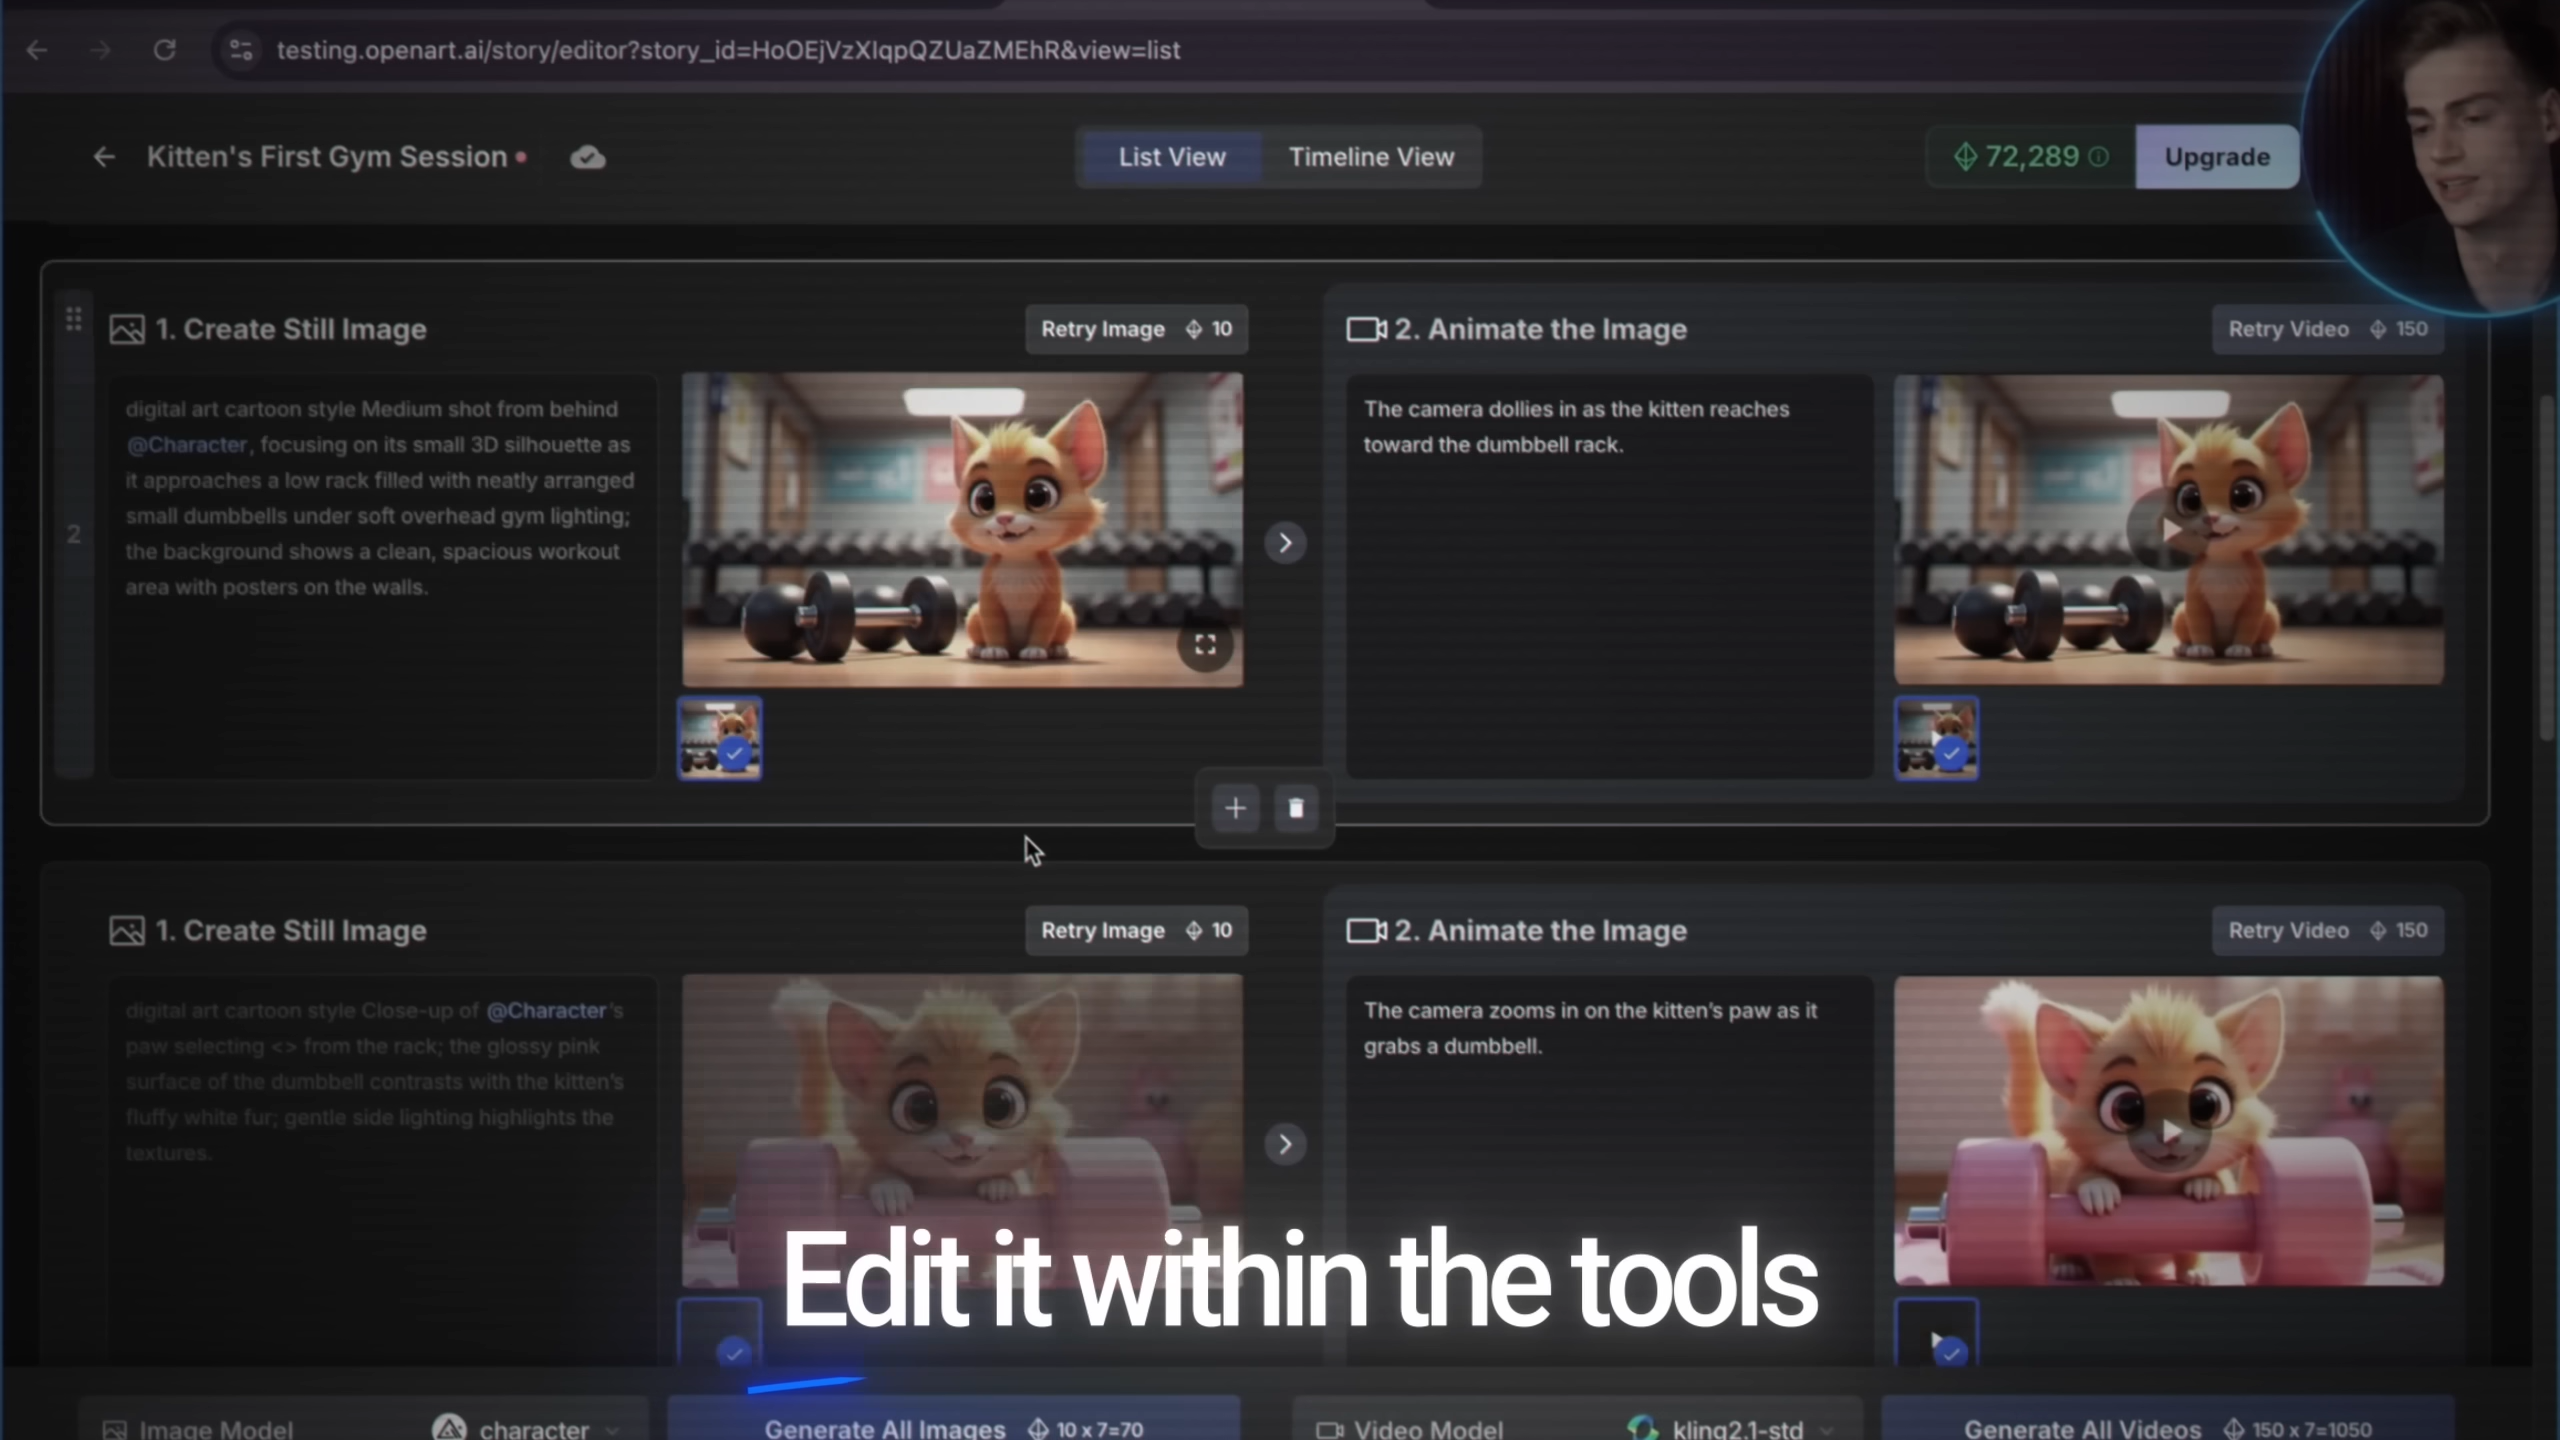 testing.openart.ai/story/editor?story_id=HoOEjVzXIqpQZUaZMEhR&view=list
Kitten's First Gym Session
List View
Timeline View
72,289
Upgrade
2
1. Create Still Image
Retry Image 10
digital art cartoon style Medium shot from behind
@Character, focusing on its small 3D silhouette as
it approaches a low rack filled with neatly arranged
small dumbbells under soft overhead gym lighting;
the background shows a clean, spacious workout
area with posters on the walls.
2. Animate the Image
Retry Video 150
The camera dollies in as the kitten reaches
toward the dumbbell rack.
1. Create Still Image
Retry Image 10
digital art cartoon style Close-up of @Character's
paw selecting <> from the rack; the glossy pink
surface of the dumbbell contrasts with the kitten's
fluffy white fur; gentle side lighting highlights the
textures.
2. Animate the Image
Retry Video 150
The camera zooms in on the kitten's paw as it
grabs a dumbbell.
Edit it within the tools
Image Model
character
Generate All Images 10 x 7=70
Video Model
kling2.1-std
Generate All Videos 150 x 7=1050